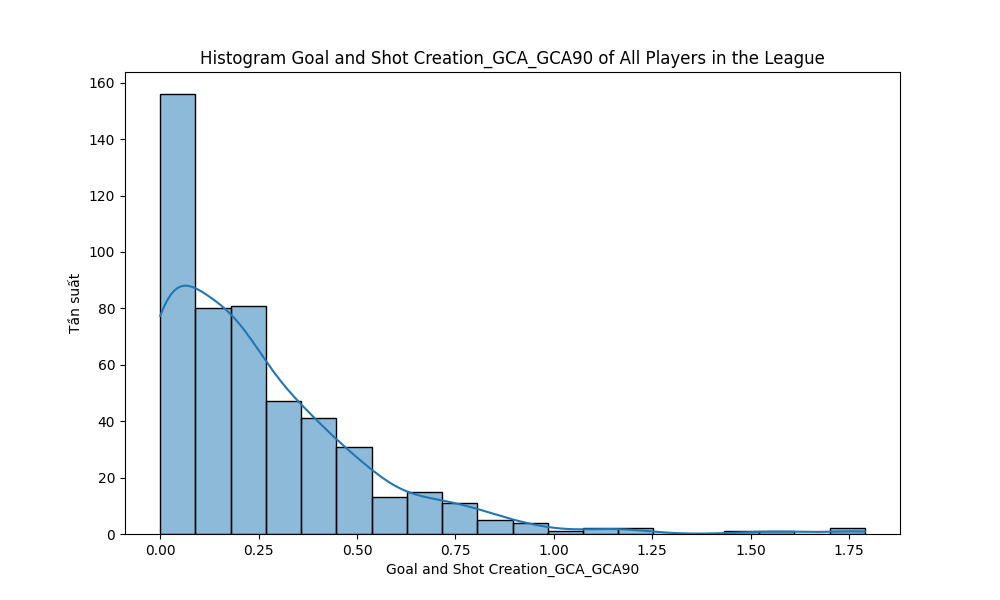 Histogram Goal and Shot Creation_GCA_GCA90 of All Players in the League
160
140
120
100
80
60
40
20
0
Tần suất
0.00 0.25 0.50 0.75 1.00 1.25 1.50 1.75
Goal and Shot Creation_GCA_GCA90